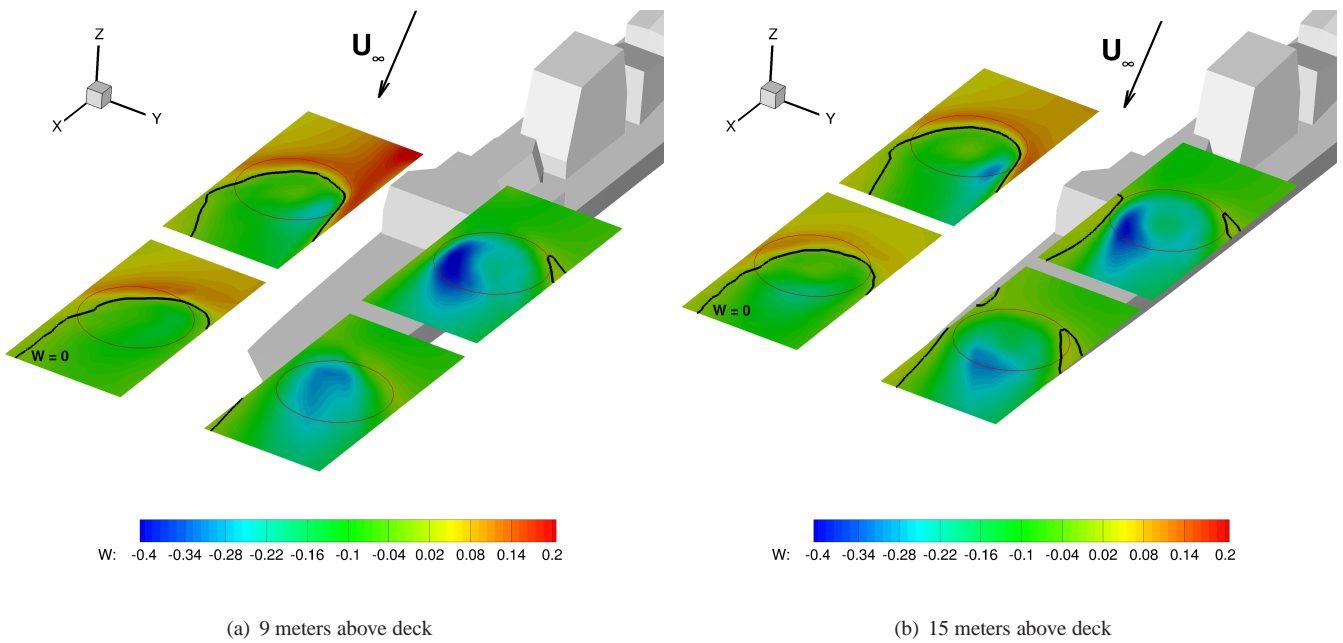 Z
X
Y
U∞
W = 0
W: -0.4 -0.34 -0.28 -0.22 -0.16 -0.1 -0.04 0.02 0.08 0.14 0.2
(a) 9 meters above deck
Z
X
Y
U∞
W = 0
W: -0.4 -0.34 -0.28 -0.22 -0.16 -0.1 -0.04 0.02 0.08 0.14 0.2
(b) 15 meters above deck